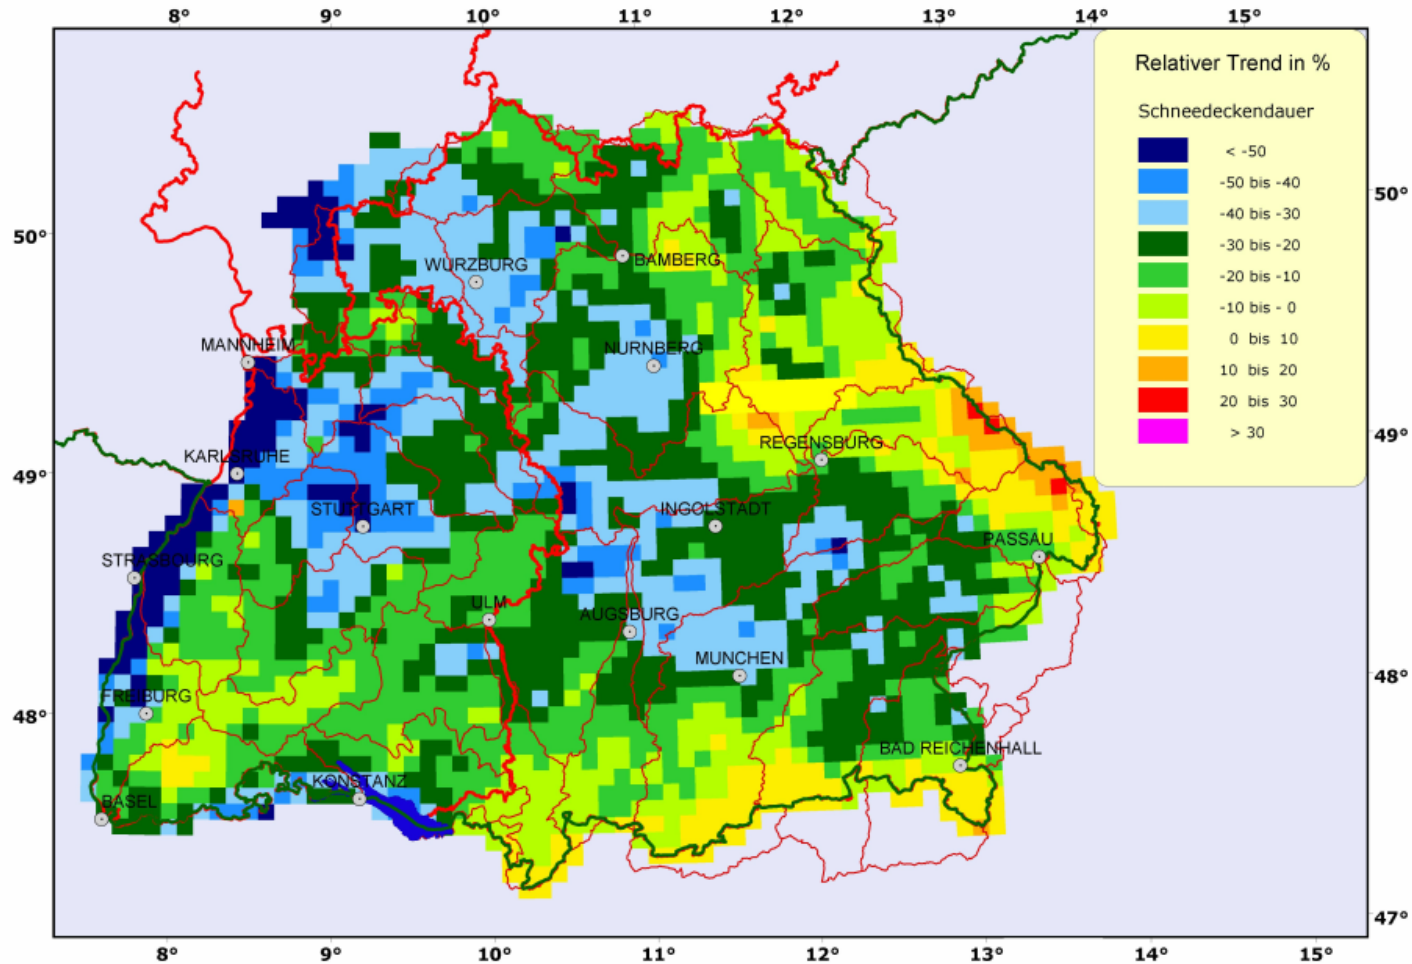 8° 9° 10° 11° 12° 13° 14° 15°
Relativer Trend in %
Schneedeckendauer
< -50
-50 bis -40
-40 bis -30
-30 bis -20
-20 bis -10
-10 bis - 0
0 bis 10
10 bis 20
20 bis 30
> 30
50° 50°
WÜRZBURG
BAMBERG
MANNHEIM
NÜRNBERG
49° 49°
REGENSBURG
KARLSRUHE
STUTTGART
INGOLSTADT
PASSAU
STRASBOURG
ULM
AUGSBURG
MÜNCHEN
48° 48°
FREIBURG
BAD REICHENHALL
KONSTANZ
BASEL
47°
8° 9° 10° 11° 12° 13° 14° 15°